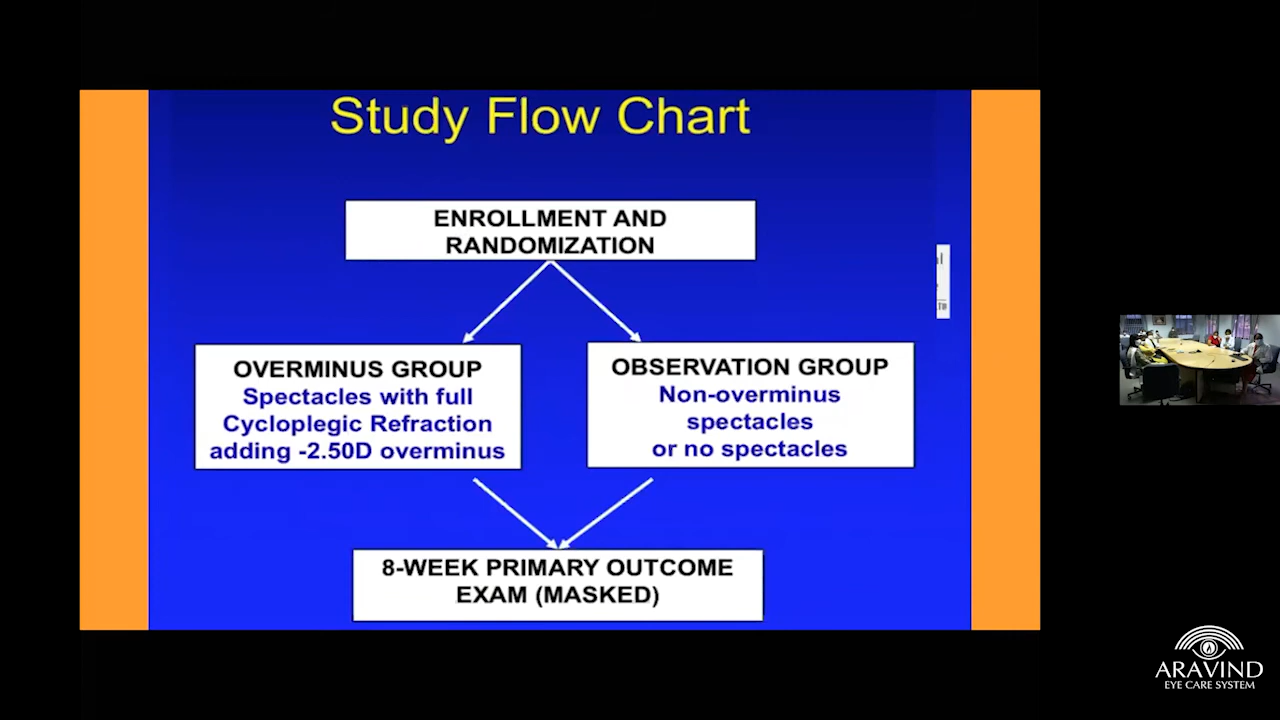 Study Flow Chart
ENROLLMENT AND
RANDOMIZATION
OVERMINUS GROUP
Spectacles with full
Cycloplegic Refraction
adding -2.50D overminus
OBSERVATION GROUP
Non-overminus
spectacles
or no spectacles
8-WEEK PRIMARY OUTCOME
EXAM (MASKED)
ARAVIND
EYE CARE SYSTEM